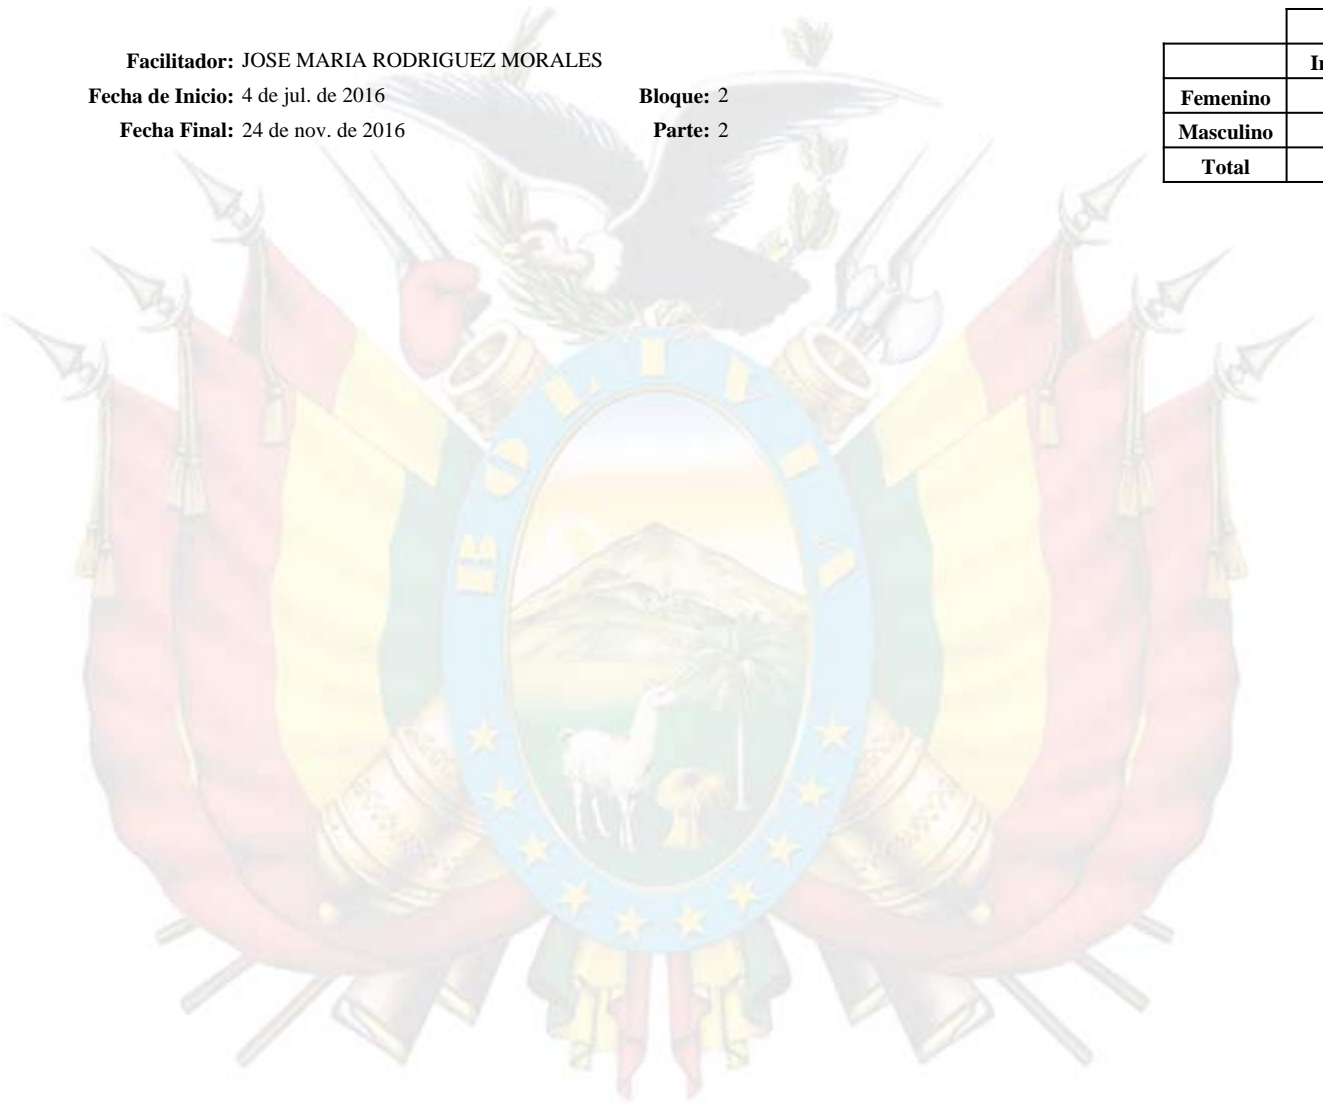 Facilitador: JOSE MARIA RODRIGUEZ MORALES
Fecha de Inicio: 4 de jul. de 2016 Bloque: 2
Fecha Final: 24 de nov. de 2016 Parte: 2
Femenino
Masculino
Total
BOLIVIA